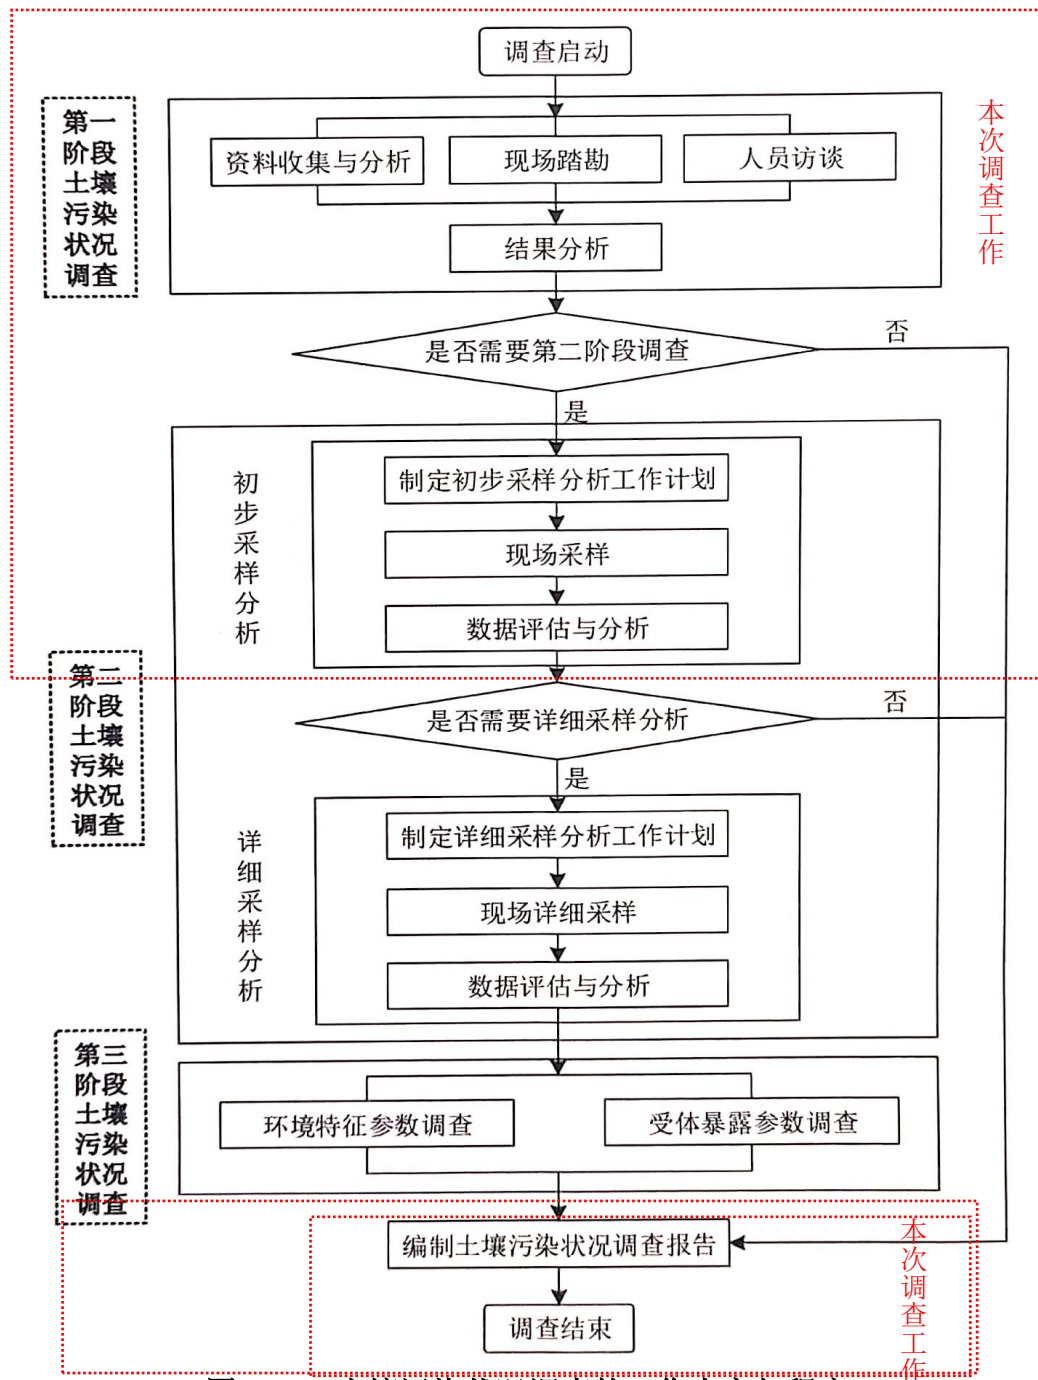 调查启动
第一
阶段
土壤
污染
状况
调查
资料收集与分析
现场踏勘
人员访谈
本次调查工作
结果分析
是否需要第二阶段调查
否
是
初步采样分析
制定初步采样分析工作计划
现场采样
数据评估与分析
第二
阶段
土壤
污染
状况
调查
是否需要详细采样分析
否
是
详细采样分析
制定详细采样分析工作计划
现场详细采样
数据评估与分析
第三
阶段
土壤
污染
状况
调查
环境特征参数调查
受体暴露参数调查
编制土壤污染状况调查报告
本次调查工作
调查结束